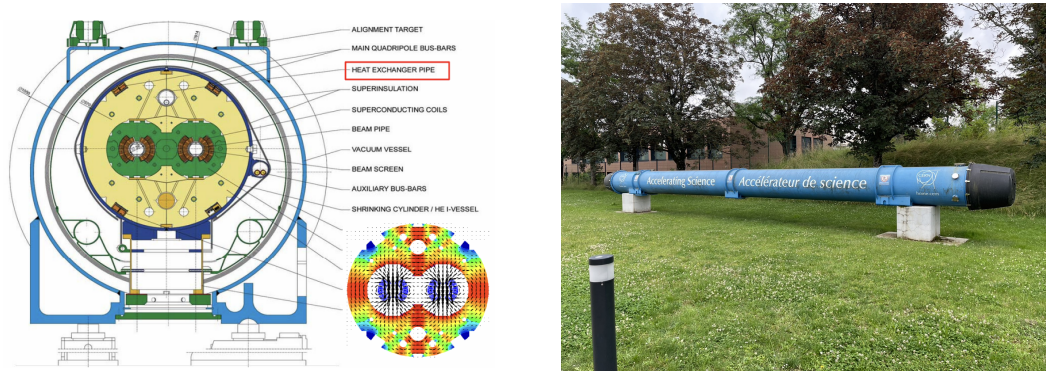 ALIGNMENT TARGET
MAIN QUADRIPOLE BUS-BARS
HEAT EXCHANGER PIPE
SUPERINSULATION
SUPERCONDUCTING COILS
BEAM PIPE
VACUUM VESSEL
BEAM SCREEN
AUXILIARY BUS-BARS
SHRINKING CYLINDER / HE I-VESSEL
Accelerating Science
Accélérateur de science
CERN